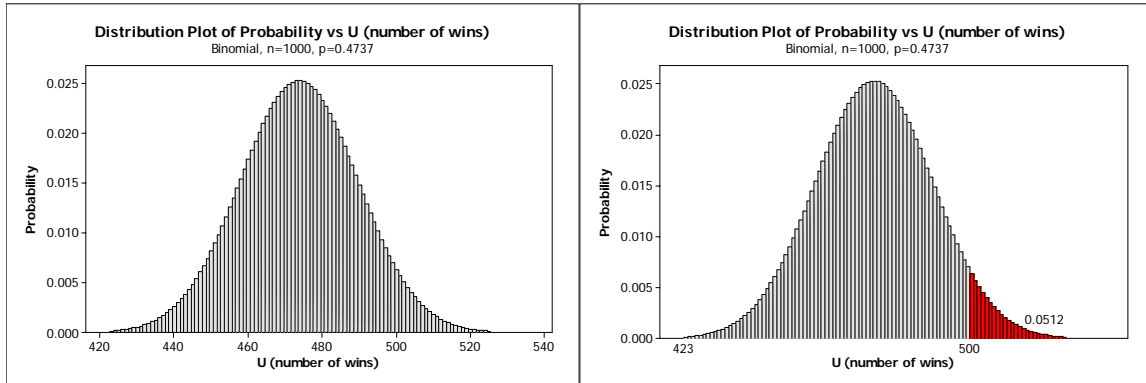 Distribution Plot of Probability vs U (number of wins)
Binomial, n=1000, p=0.4737
0.025
0.020
0.015
0.010
0.005
0.000
Probability
420 440 460 480 500 520 540
U (number of wins)
Distribution Plot of Probability vs U (number of wins)
Binomial, n=1000, p=0.4737
0.025
0.020
0.015
0.010
0.005
0.000
Probability
0.0512
423 500
U (number of wins)